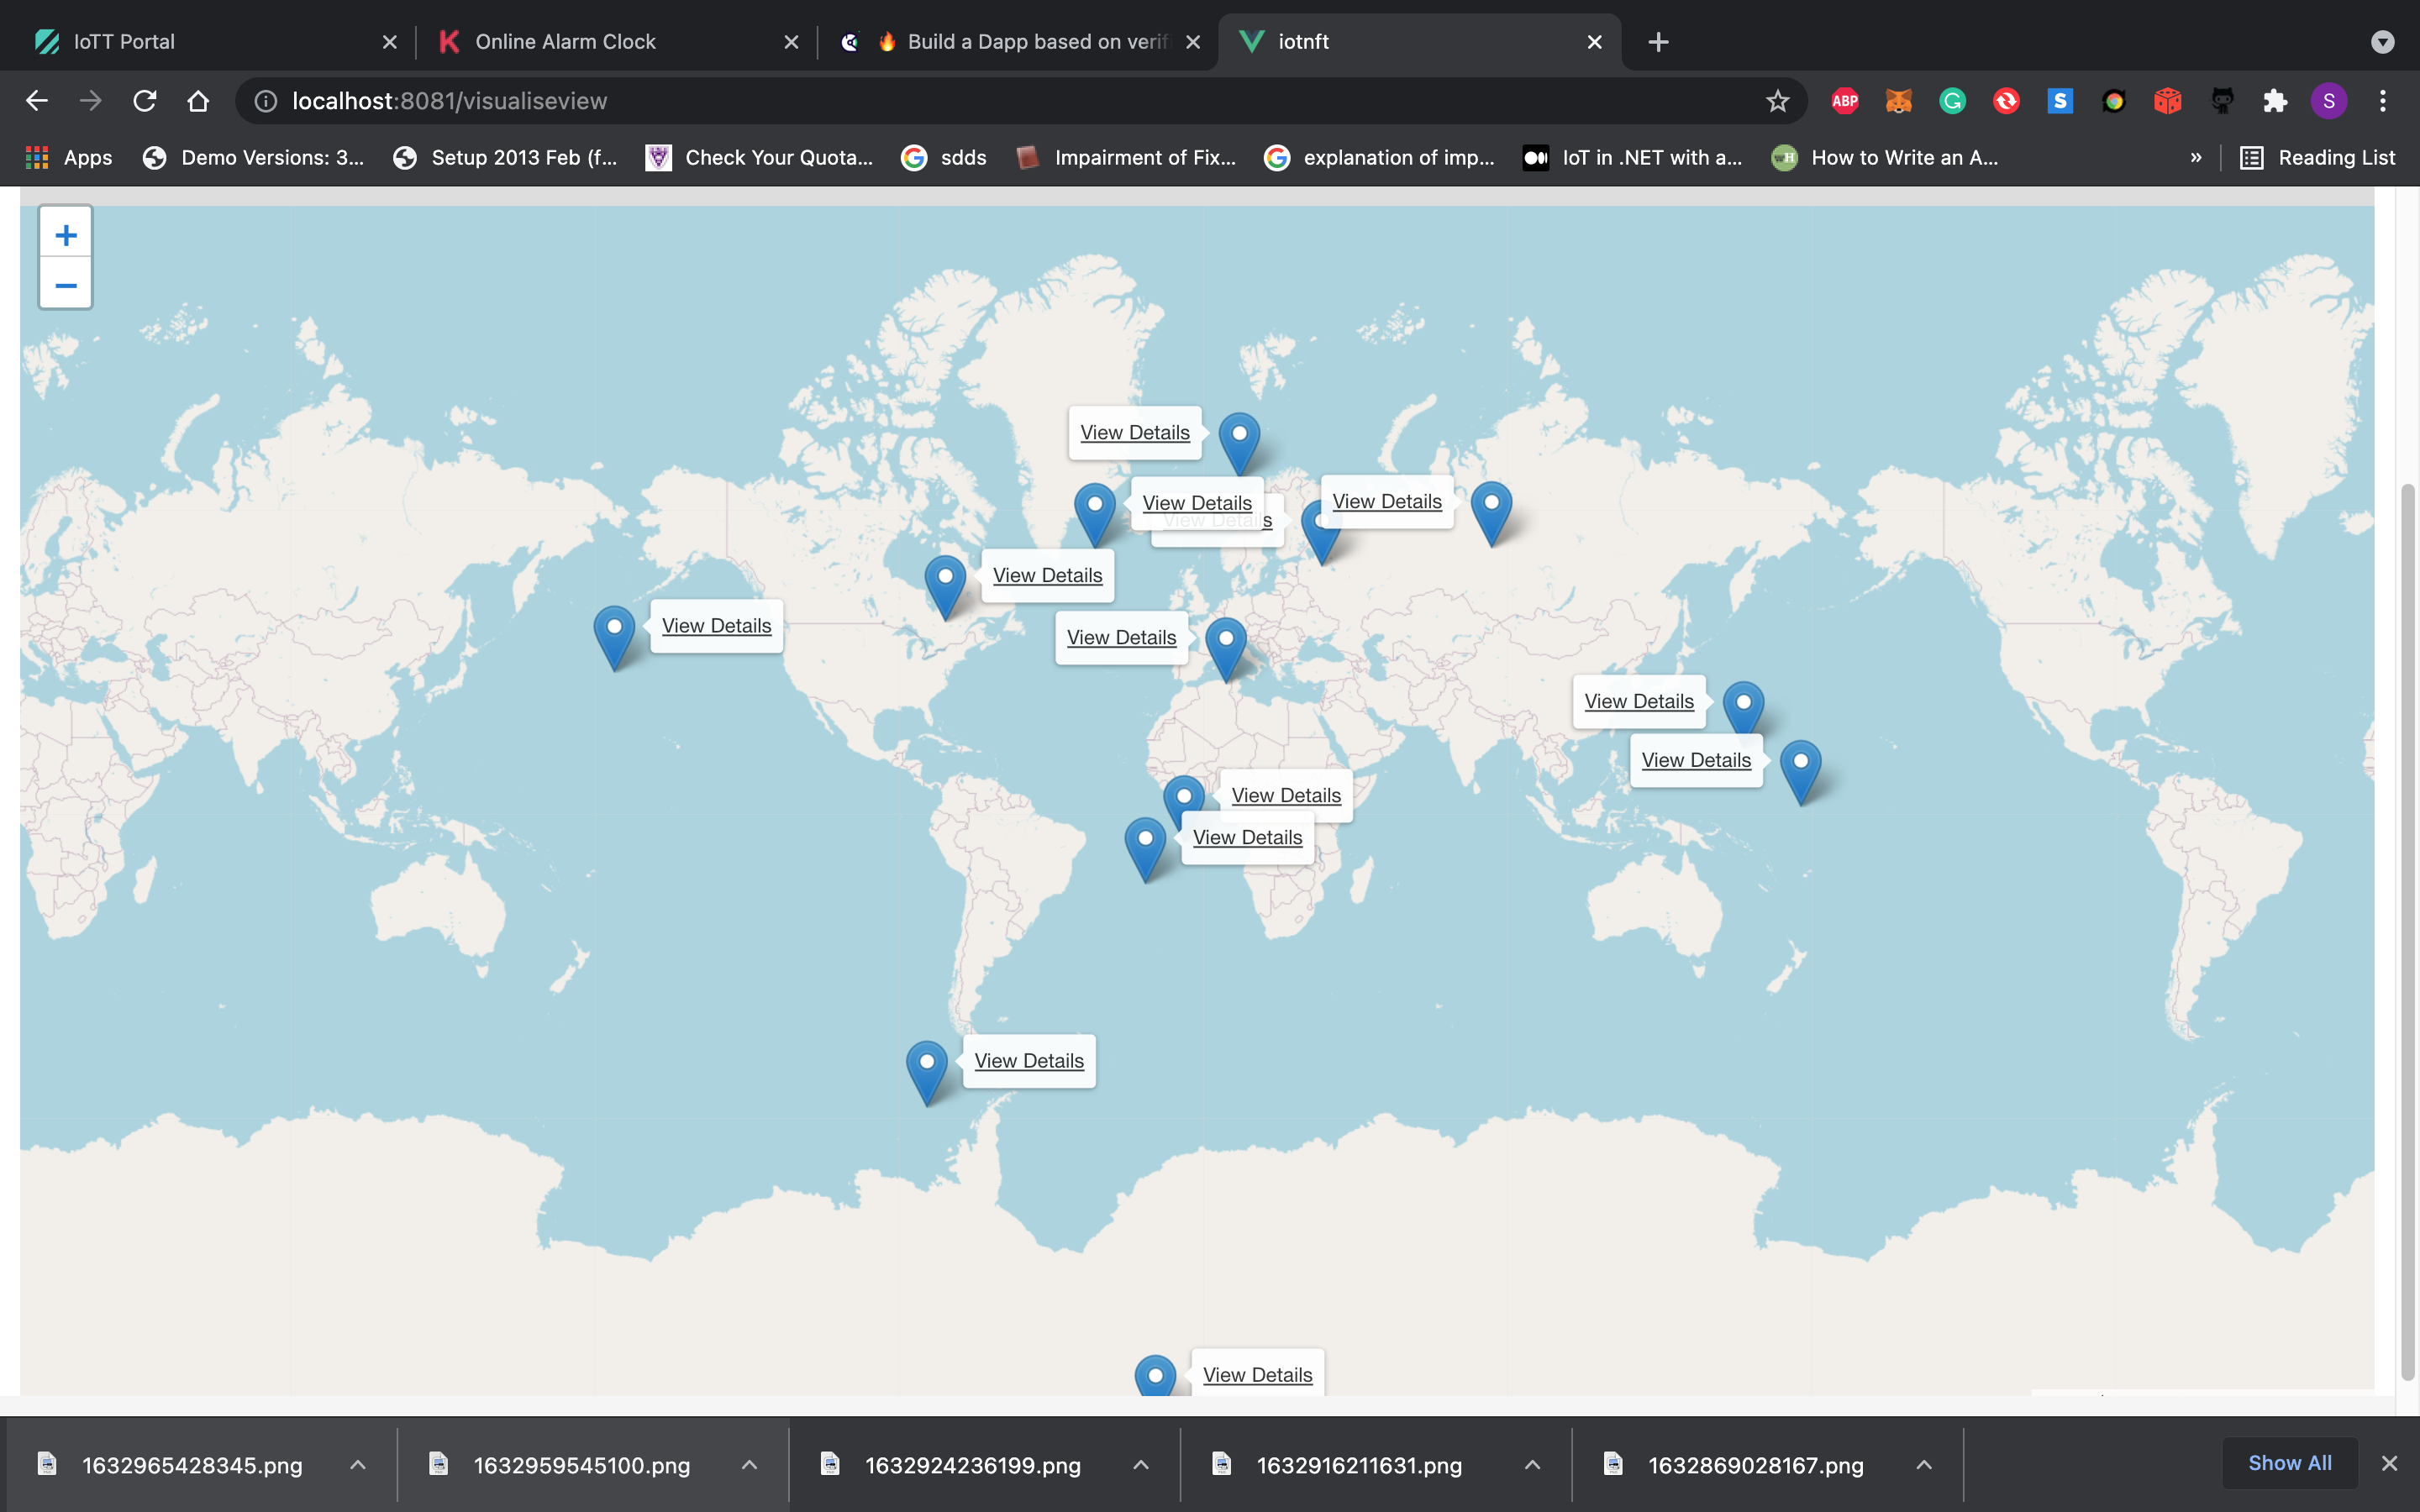 IoTT Portal
Online Alarm Clock
🔥 Build a Dapp based on verif
iotnft
localhost:8081/visualiseview
ABP
G
S
S
Apps
Demo Versions: 3...
Setup 2013 Feb (f...
Check Your Quota...
sdds
Impairment of Fix...
explanation of imp...
IoT in .NET with a...
How to Write an A...
»
Reading List
+
−
View Details
View Details
View Details
View Details
View Details
View Details
View Details
View Details
View Details
View Details
View Details
View Details
View Details
1632965428345.png
1632959545100.png
1632924236199.png
1632916211631.png
1632869028167.png
Show All